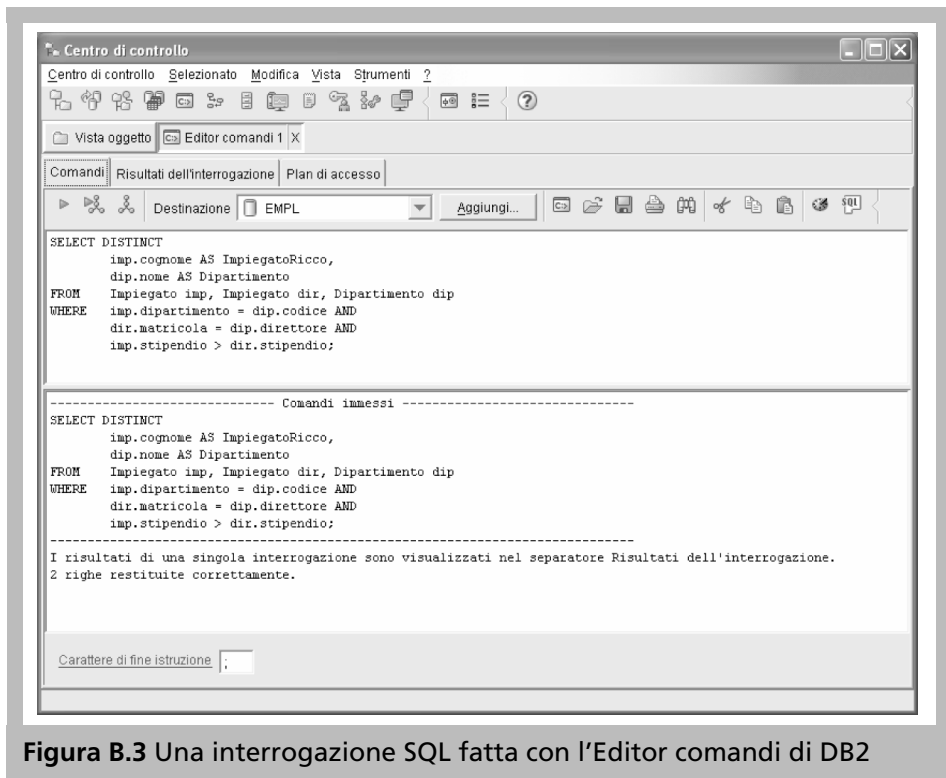 Centro di controllo
Centro di controllo Selezionato Modifica Vista Strumenti ?
Vista oggetto Editor comandi 1 X
Comandi Risultati dell'interrogazione Plan di accesso
Destinazione EMPL Aggiungi... SQL
SELECT DISTINCT
imp.cognome AS ImpiegatoRicco,
dip.nome AS Dipartimento
FROM Impiegato imp, Impiegato dir, Dipartimento dip
WHERE imp.dipartimento = dip.codice AND
dir.matricola = dip.direttore AND
imp.stipendio > dir.stipendio;
------------------------------ Comandi immessi -------------------------------
SELECT DISTINCT
imp.cognome AS ImpiegatoRicco,
dip.nome AS Dipartimento
FROM Impiegato imp, Impiegato dir, Dipartimento dip
WHERE imp.dipartimento = dip.codice AND
dir.matricola = dip.direttore AND
imp.stipendio > dir.stipendio;
------------------------------------------------------------------------------
I risultati di una singola interrogazione sono visualizzati nel separatore Risultati dell'interrogazione.
2 righe restituite correttamente.
Carattere di fine istruzione ;
Figura B.3 Una interrogazione SQL fatta con l'Editor comandi di DB2